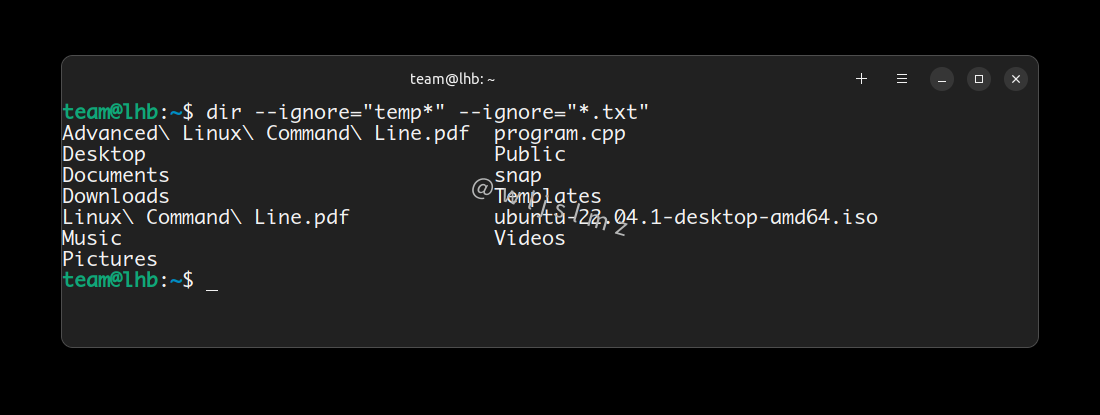 team@lhb: ~
team@lhb:~$ dir --ignore="temp*" --ignore="*.txt"
Advanced\ Linux\ Command\ Line.pdf  program.cpp
Desktop                             Public
Documents                           snap
Downloads                           Templates
Linux\ Command\ Line.pdf            ubuntu-22.04.1-desktop-amd64.iso
Music                               Videos
Pictures
team@lhb:~$ _